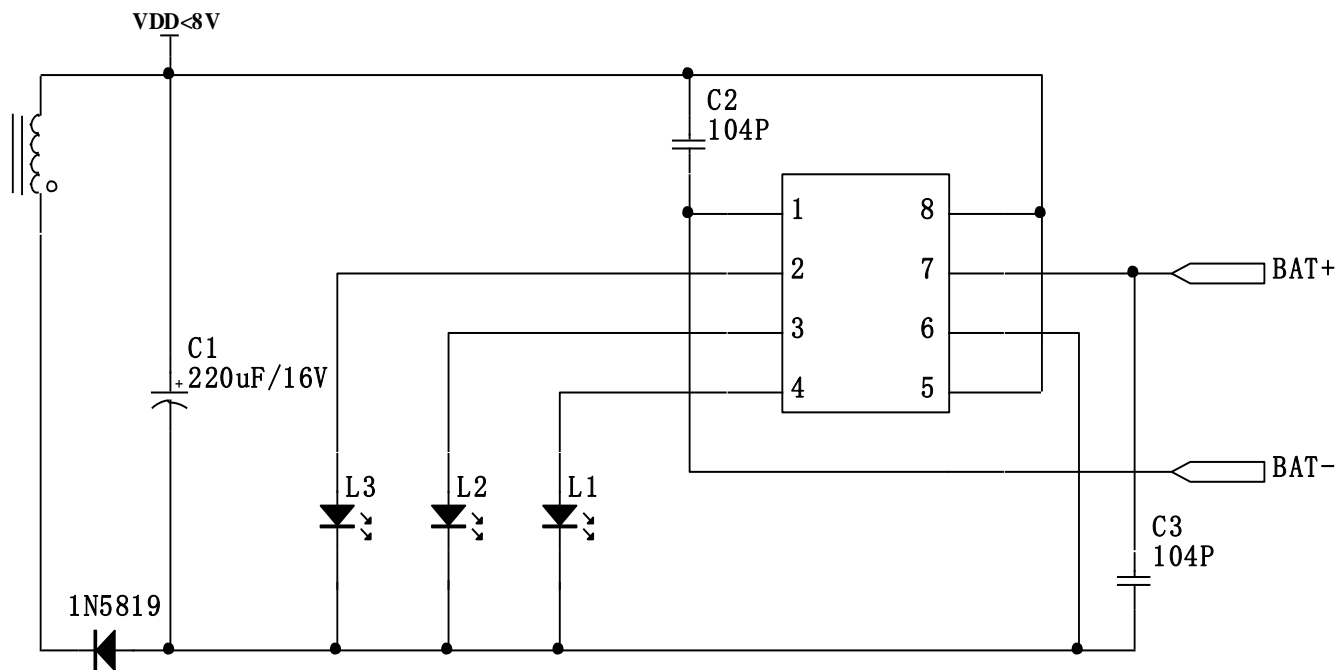 VDD<8V
C2
104P
1 8
2 7 BAT+
3 6
C1
+220uF/16V
4 5
BAT-
L3 L2 L1
C3
104P
1N5819